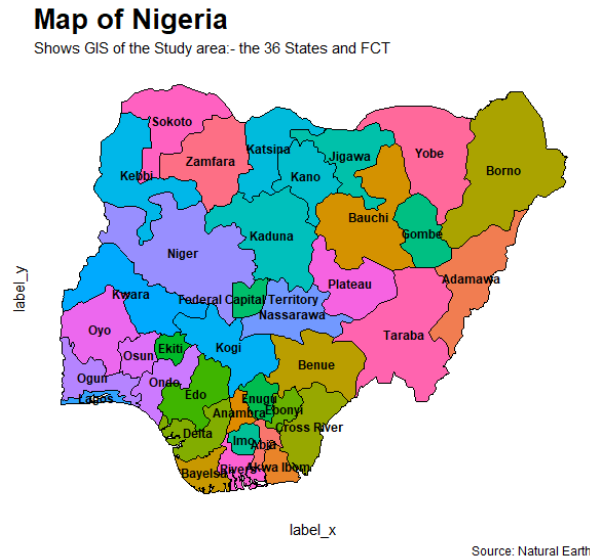 Map of Nigeria
Shows GIS of the Study area:- the 36 States and FCT
Sokoto
Zamfara
Katsina
Jigawa
Yobe
Borno
Kebbi
Kano
Bauchi
Gombe
Kaduna
Niger
Adamawa
Plateau
Kwara
Federal Capital Territory
Nassarawa
Taraba
Oyo
Ekiti
Kogi
Osun
Benue
Ogun
Ondo
Edo
Enugu
Lagos
Anambra
Ebonyi
Delta
Cross River
Imo
Abia
Bayelsa
Rivers
Akwa Ibom
label_y
label_x
Source: Natural Earth